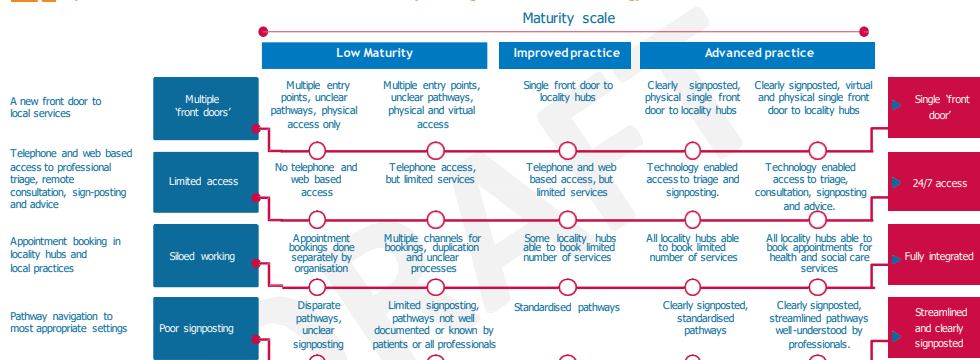 Maturity scale
Low Maturity
Improved practice
Advanced practice
A new front door to
local services
Multiple
‘front doors’
Multiple entry
points, unclear
pathways, physical
access only
Multiple entry points,
unclear pathways,
physical and virtual
access
Single front door to
locality hubs
Clearly signposted,
physical single front
door to locality hubs
Clearly signposted, virtual
and physical single front
door to locality hubs
Single ‘front
door’
Telephone and web based
access to professional
triage, remote
consultation, sign-posting
and advice
Limited access
No telephone and
web based
access
Telephone access,
but limited services
Telephone and web
based access, but
limited services
Technology enabled
access to triage and
signposting.
Technology enabled
access to triage,
consultation, signposting
and advice.
24/7 access
Appointment booking in
locality hubs and
local practices
Siloed working
Appointment
bookings done
separately by
organisation
Multiple channels for
bookings, duplication
and unclear
processes
Some locality hubs
able to book limited
number of services
All locality hubs able
to book limited
number of services
All locality hubs able to
book appointments for
health and social care
services
Fully integrated
Pathway navigation to
most appropriate settings
Poor signposting
Disparate
pathways,
unclear
signposting
Limited signposting,
pathways not well
documented or known by
patients or all professionals
Standardised pathways
Clearly signposted,
standardised
pathways
Clearly signposted,
streamlined pathways
well-understood by
professionals.
Streamlined
and clearly
signposted
DRAFT